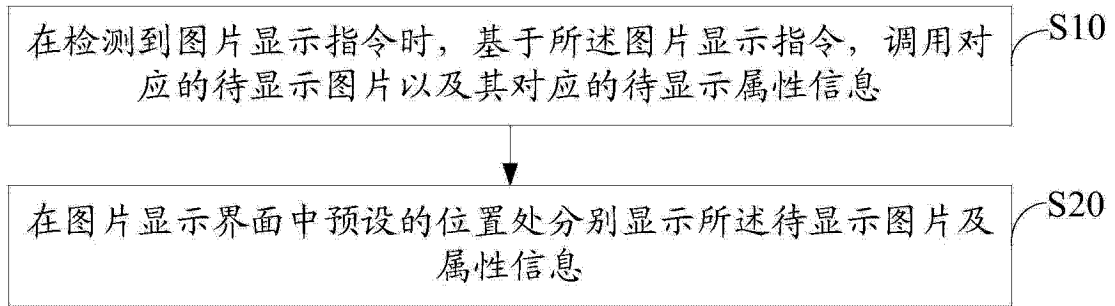 在检测到图片显示指令时，基于所述图片显示指令，调用对
应的待显示图片以及其对应的待显示属性信息
S10
在图片显示界面中预设的位置处分别显示所述待显示图片及
属性信息
S20